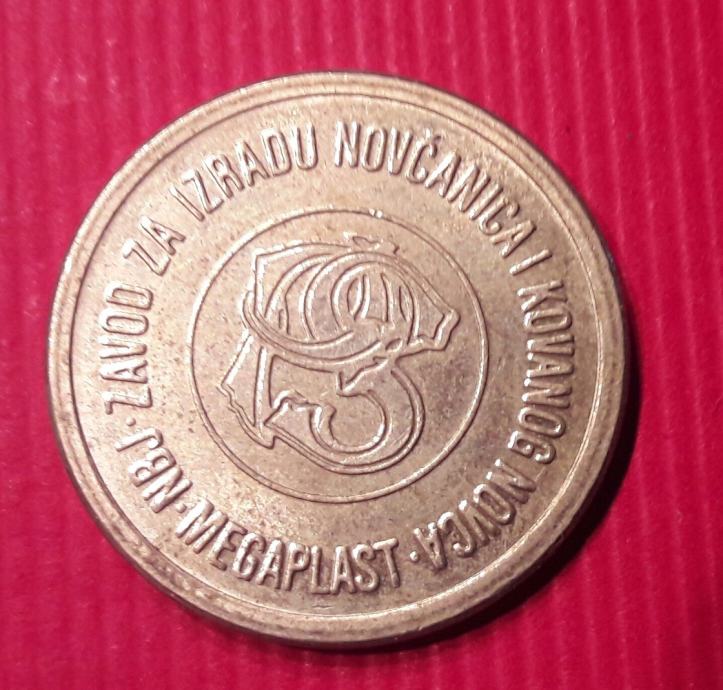 NBJ · ZAVOD ZA IZRADU NOVČANICA I KOVANOG NOVCA · MEGAPLAST ·